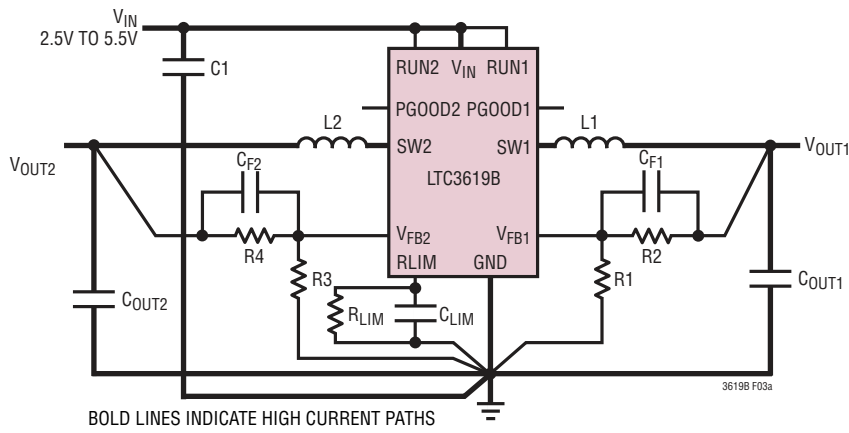 VIN
2.5V TO 5.5V
C1
RUN2 VIN RUN1
PGOOD2 PGOOD1
L2
L1
SW2 SW1
VOUT2
VOUT1
LTC3619B
CF2
CF1
VFB2 VFB1
R4
R2
RLIM GND
R3
R1
COUT2
RLIM
CLIM
COUT1
3619B F03a
BOLD LINES INDICATE HIGH CURRENT PATHS